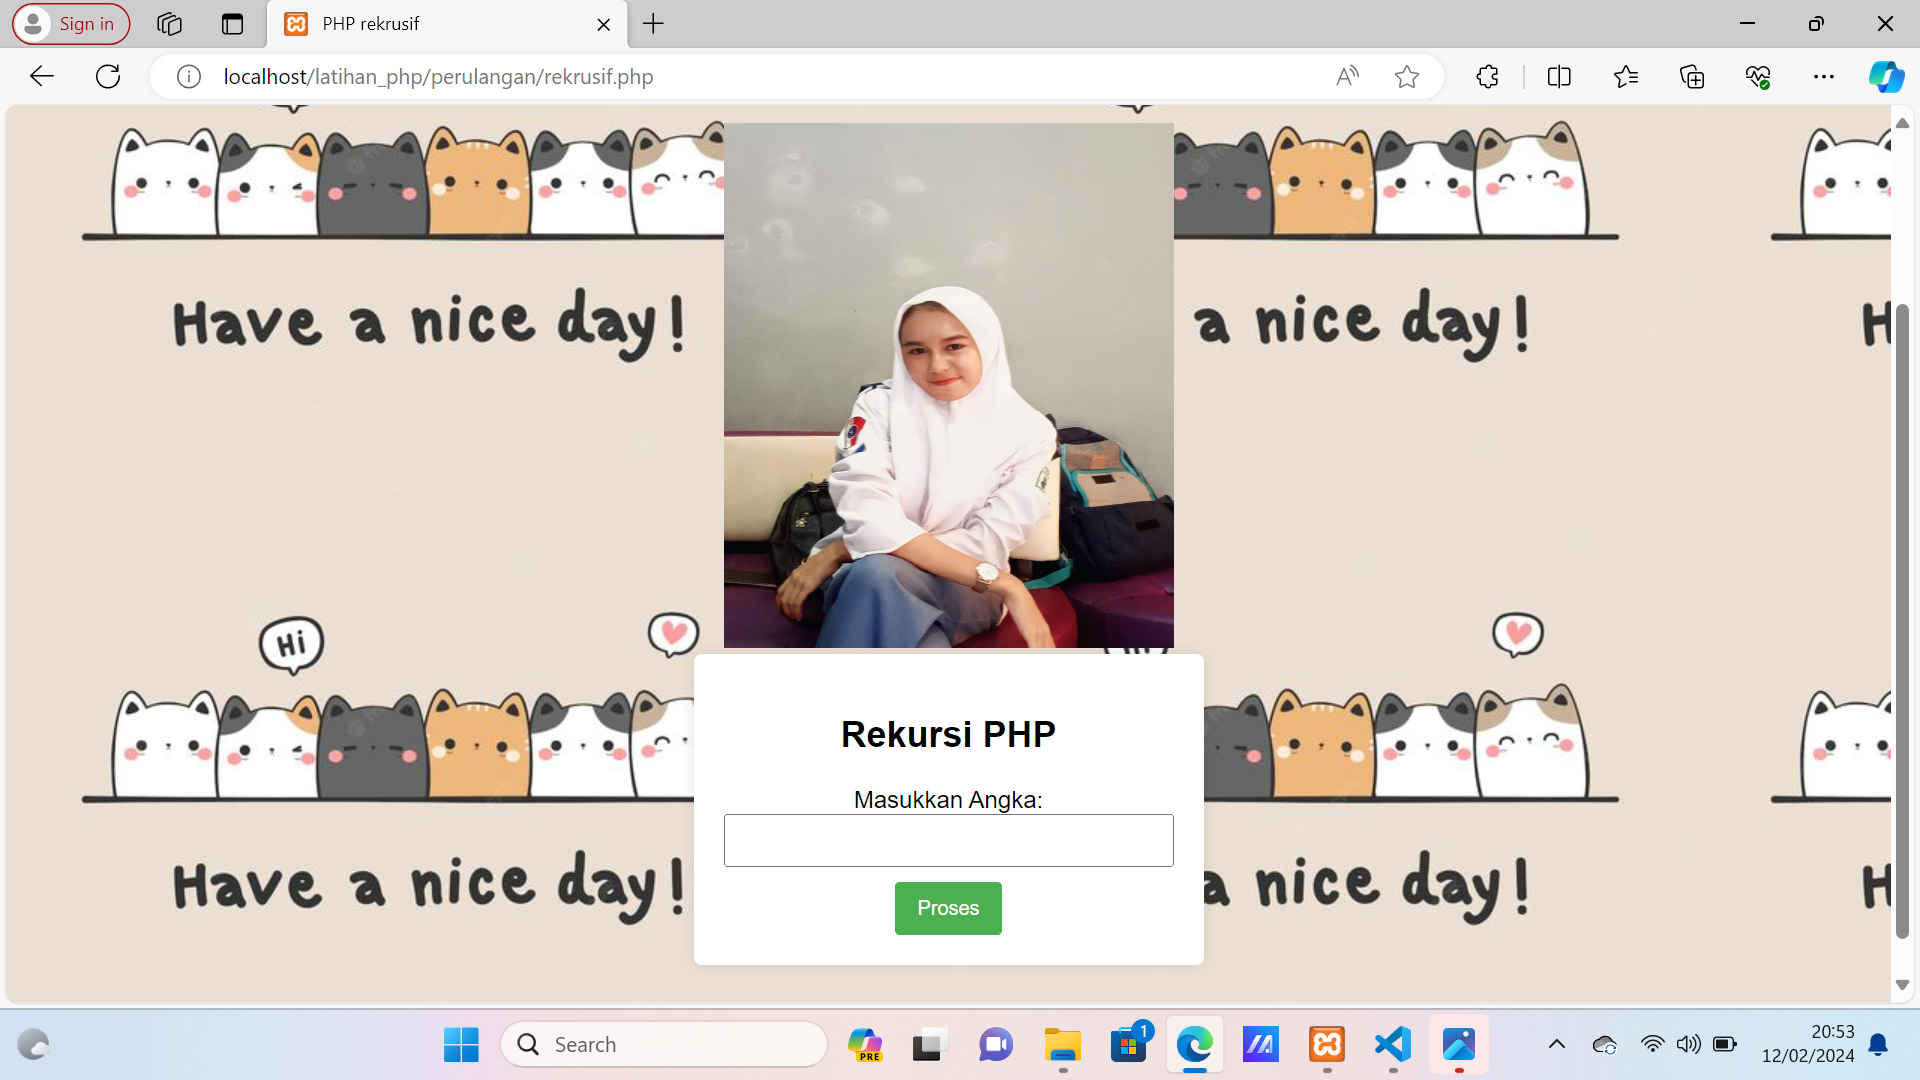 Sign in
PHP rekrusif
localhost/latihan_php/perulangan/rekrusif.php
Have a nice day!
a nice day!
H
Hi
Rekursi PHP
Masukkan Angka:
Proses
Have a nice day!
a nice day!
H
Search
PRE
1
20:53
12/02/2024